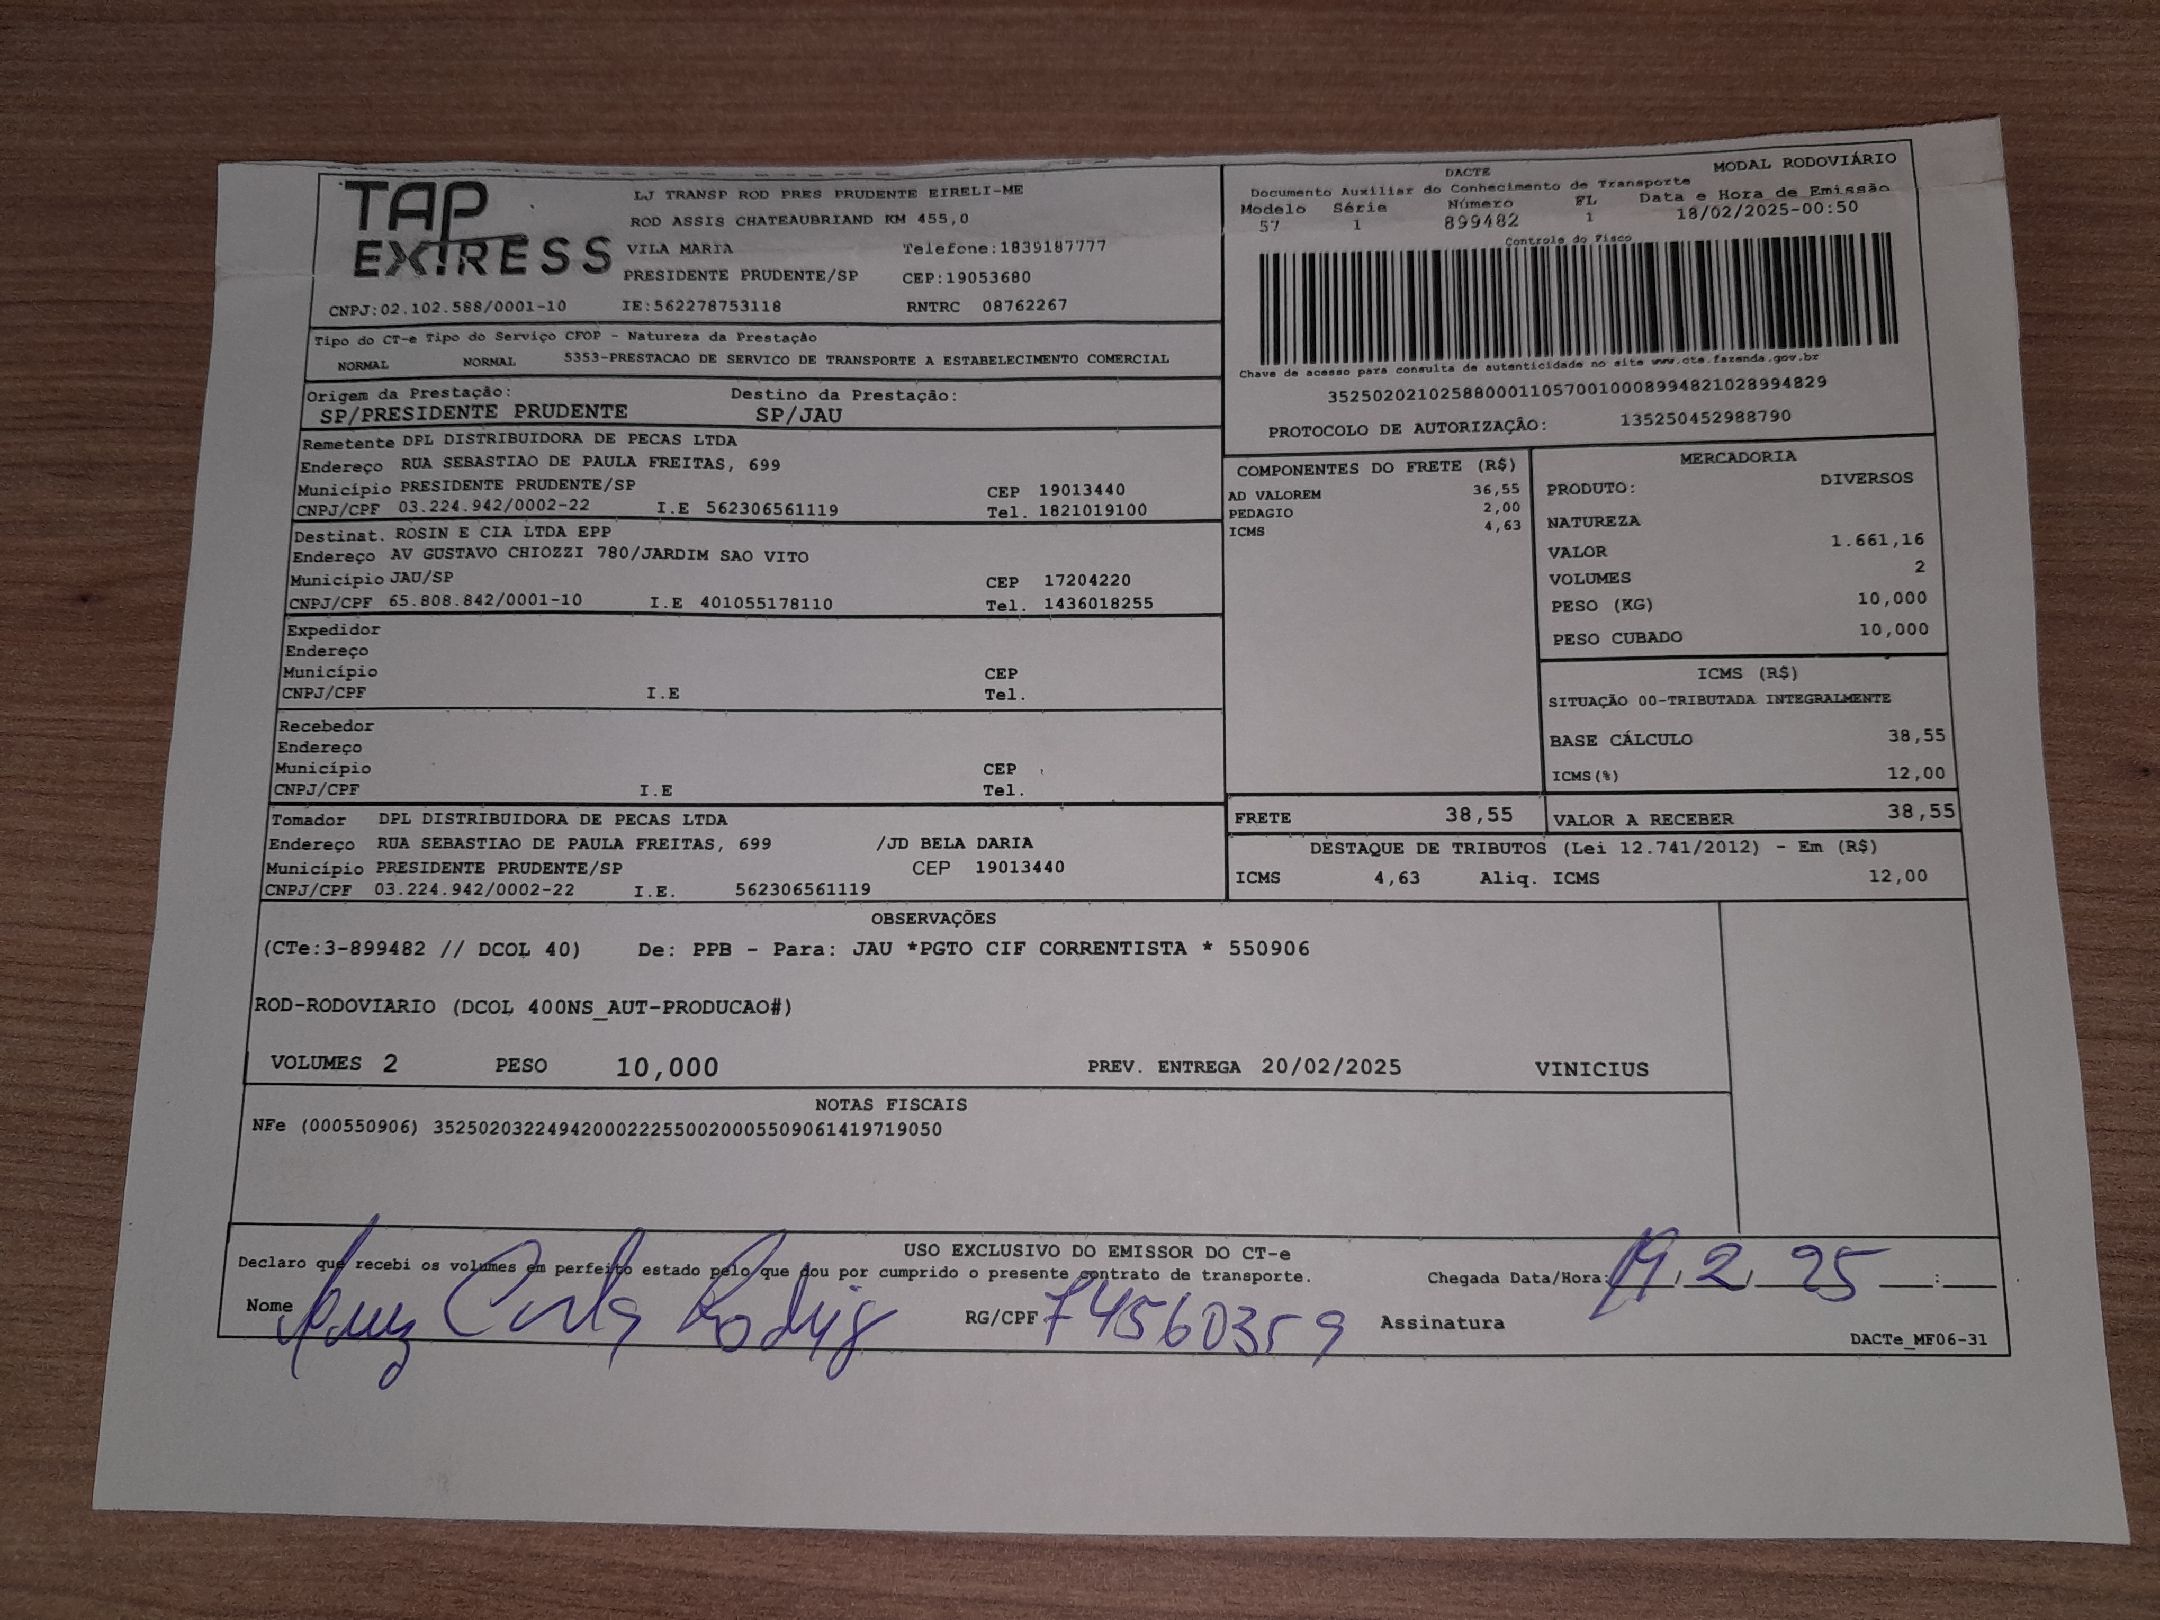 TAP
EXPRESS
LJ TRANSP ROD PRES PRUDENTE EIRELI-ME
ROD ASSIS CHATEAUBRIAND KM 455,0
VILA MARIA Telefone:1839187777
PRESIDENTE PRUDENTE/SP CEP:19053680
CNPJ:02.102.588/0001-10 IE:562278753118 RNTRC 08762267
DACTE MODAL RODOVIÁRIO
Documento Auxiliar do Conhecimento de Transporte
Modelo Série Número FL Data e Hora de Emissão
57 1 899482 1 18/02/2025-00:50
Controle do Fisco
Chave de acesso para consulta de autenticidade no site www.cte.fazenda.gov.br
35250202102588000110570010008994821028994829
PROTOCOLO DE AUTORIZAÇÃO: 135250452988790
Tipo do CT-e Tipo do Serviço CFOP - Natureza da Prestação
NORMAL NORMAL 5353-PRESTACAO DE SERVICO DE TRANSPORTE A ESTABELECIMENTO COMERCIAL
Origem da Prestação: Destino da Prestação:
SP/PRESIDENTE PRUDENTE SP/JAU
Remetente DPL DISTRIBUIDORA DE PECAS LTDA
Endereço RUA SEBASTIAO DE PAULA FREITAS, 699
Município PRESIDENTE PRUDENTE/SP CEP 19013440
CNPJ/CPF 03.224.942/0002-22 I.E 562306561119 Tel. 1821019100
Destinat. ROSIN E CIA LTDA EPP
Endereço AV GUSTAVO CHIOZZI 780/JARDIM SAO VITO
Município JAU/SP CEP 17204220
CNPJ/CPF 65.808.842/0001-10 I.E 401055178110 Tel. 1436018255
Expedidor
Endereço
Município CEP
CNPJ/CPF I.E Tel.
Recebedor
Endereço
Município CEP
CNPJ/CPF I.E Tel.
Tomador DPL DISTRIBUIDORA DE PECAS LTDA
Endereço RUA SEBASTIAO DE PAULA FREITAS, 699 /JD BELA DARIA
Município PRESIDENTE PRUDENTE/SP CEP 19013440
CNPJ/CPF 03.224.942/0002-22 I.E. 562306561119
COMPONENTES DO FRETE (R$)
AD VALOREM 36,55
PEDAGIO 2,00
ICMS 4,63
MERCADORIA
PRODUTO: DIVERSOS
NATUREZA
VALOR 1.661,16
VOLUMES 2
PESO (KG) 10,000
PESO CUBADO 10,000
ICMS (R$)
SITUAÇÃO 00-TRIBUTADA INTEGRALMENTE
BASE CÁLCULO 38,55
ICMS(%) 12,00
FRETE 38,55 VALOR A RECEBER 38,55
DESTAQUE DE TRIBUTOS (Lei 12.741/2012) - Em (R$)
ICMS 4,63 Aliq. ICMS 12,00
OBSERVAÇÕES
(CTe:3-899482 // DCOL 40) De: PPB - Para: JAU *PGTO CIF CORRENTISTA * 550906
ROD-RODOVIARIO (DCOL 400NS_AUT-PRODUCAO#)
VOLUMES 2 PESO 10,000 PREV. ENTREGA 20/02/2025 VINICIUS
NOTAS FISCAIS
NFe (000550906) 35250203224942000222550020005509061419719050
USO EXCLUSIVO DO EMISSOR DO CT-e
Declaro que recebi os volumes em perfeito estado pelo que dou por cumprido o presente contrato de transporte.
Chegada Data/Hora: 19/2/25 __:__
Nome RG/CPF 74560359 Assinatura
DACTe_MF06-31